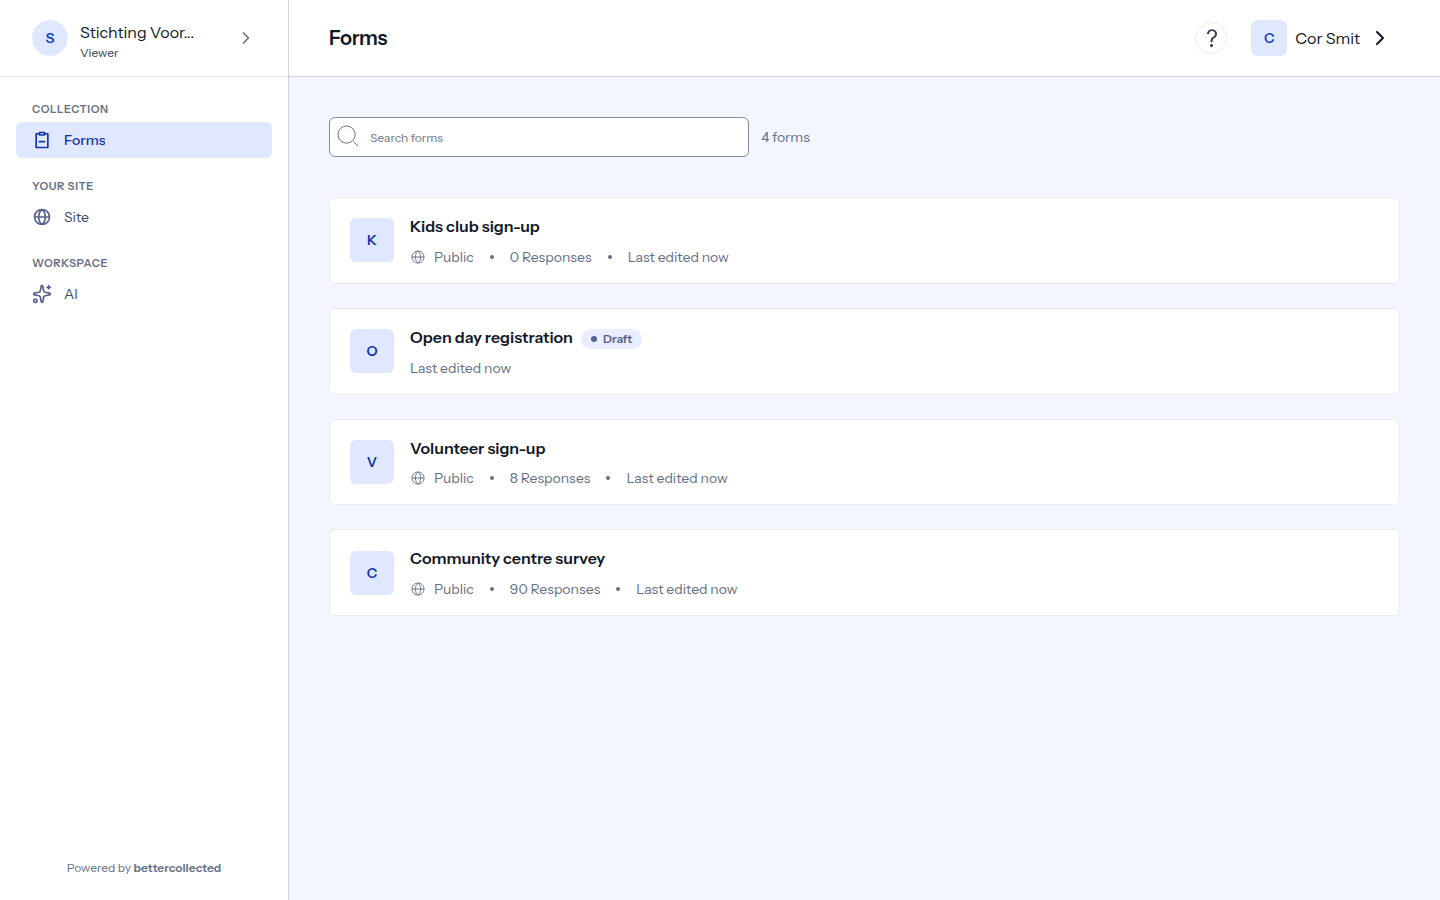 S
Stichting Voor...
Viewer
COLLECTION
Forms
YOUR SITE
Site
WORKSPACE
AI
Powered by bettercollected
Forms
?
C
Cor Smit
Search forms
4 forms
K
Kids club sign-up
Public • 0 Responses • Last edited now
O
Open day registration
Draft
Last edited now
V
Volunteer sign-up
Public • 8 Responses • Last edited now
C
Community centre survey
Public • 90 Responses • Last edited now